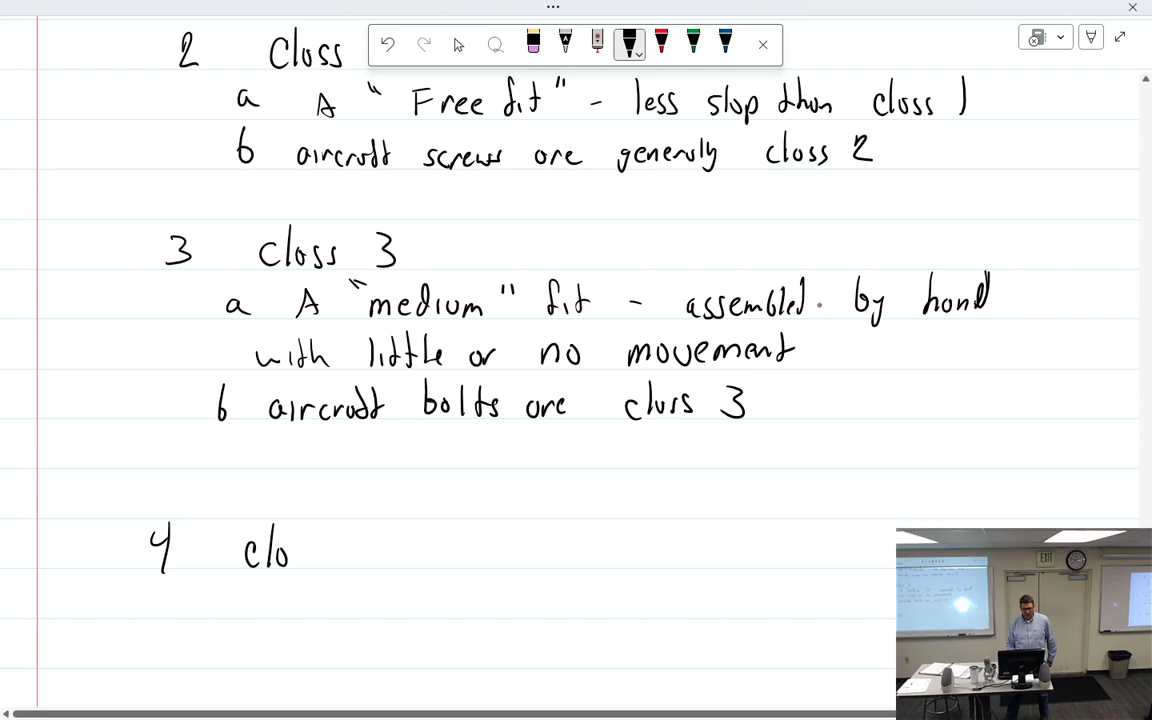 2 Class
a A "Free fit" - less slop than class 1
b aircraft screws are generally class 2
3 class 3
a A "medium" fit - assembled by hand
with little or no movement
b aircraft bolts are class 3
4 cla
EXIT